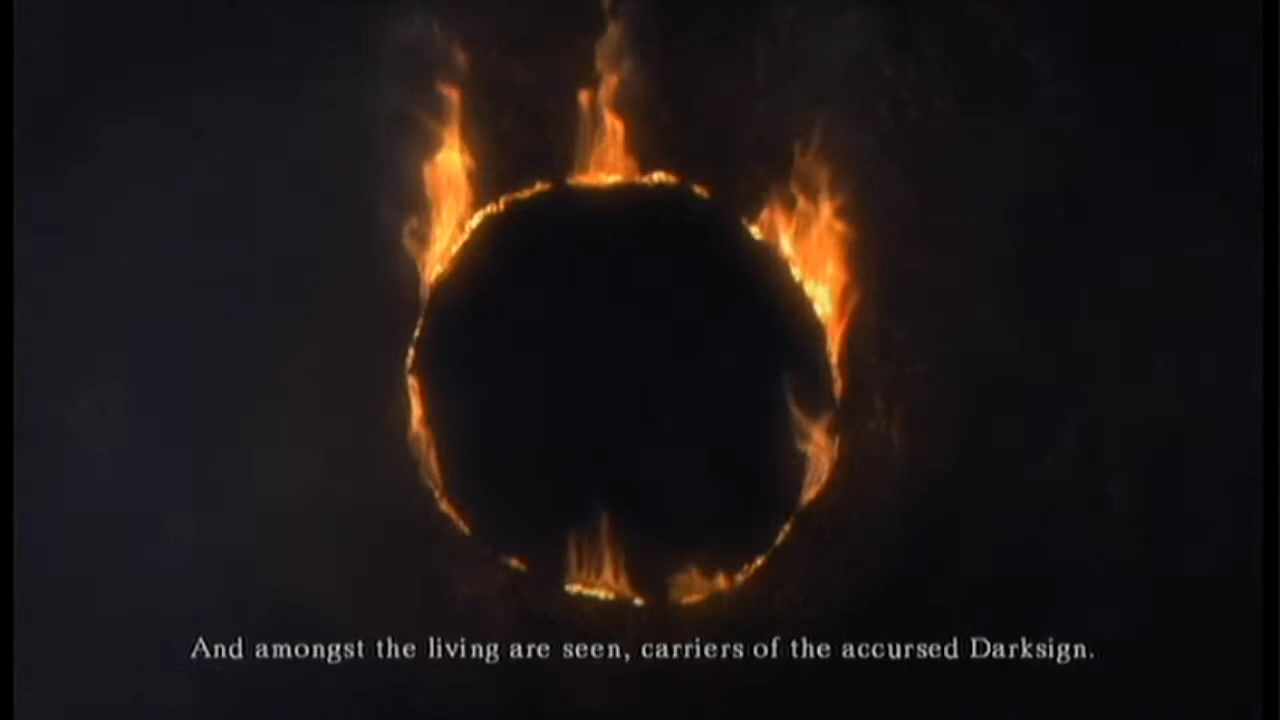 And amongst the living are seen, carriers of the accursed Darksign.